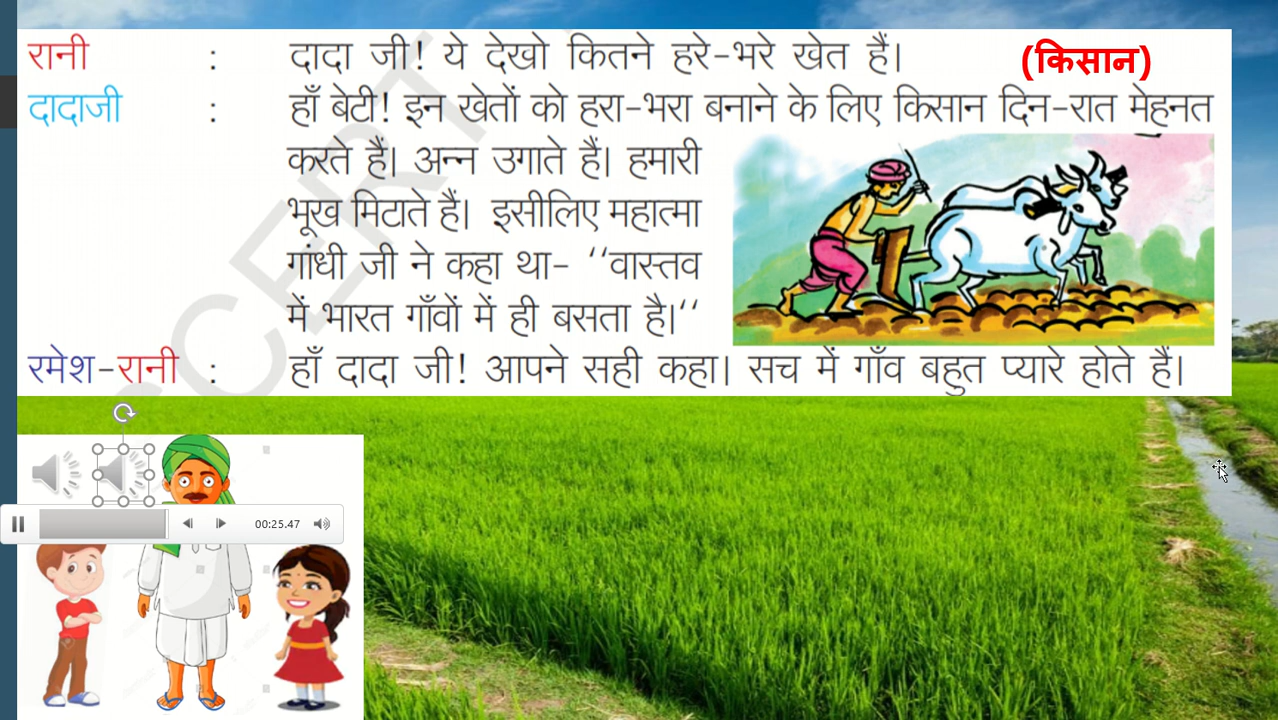 रानी : दादा जी! ये देखो कितने हरे-भरे खेत हैं। (किसान)
दादाजी : हाँ बेटी! इन खेतों को हरा-भरा बनाने के लिए किसान दिन-रात मेहनत
करते हैं। अन्न उगाते हैं। हमारी
भूख मिटाते हैं। इसीलिए महात्मा
गांधी जी ने कहा था- ‘‘वास्तव
में भारत गाँवों में ही बसता है।‘‘
रमेश-रानी : हाँ दादा जी! आपने सही कहा। सच में गाँव बहुत प्यारे होते हैं।
SCERT
00:25.47